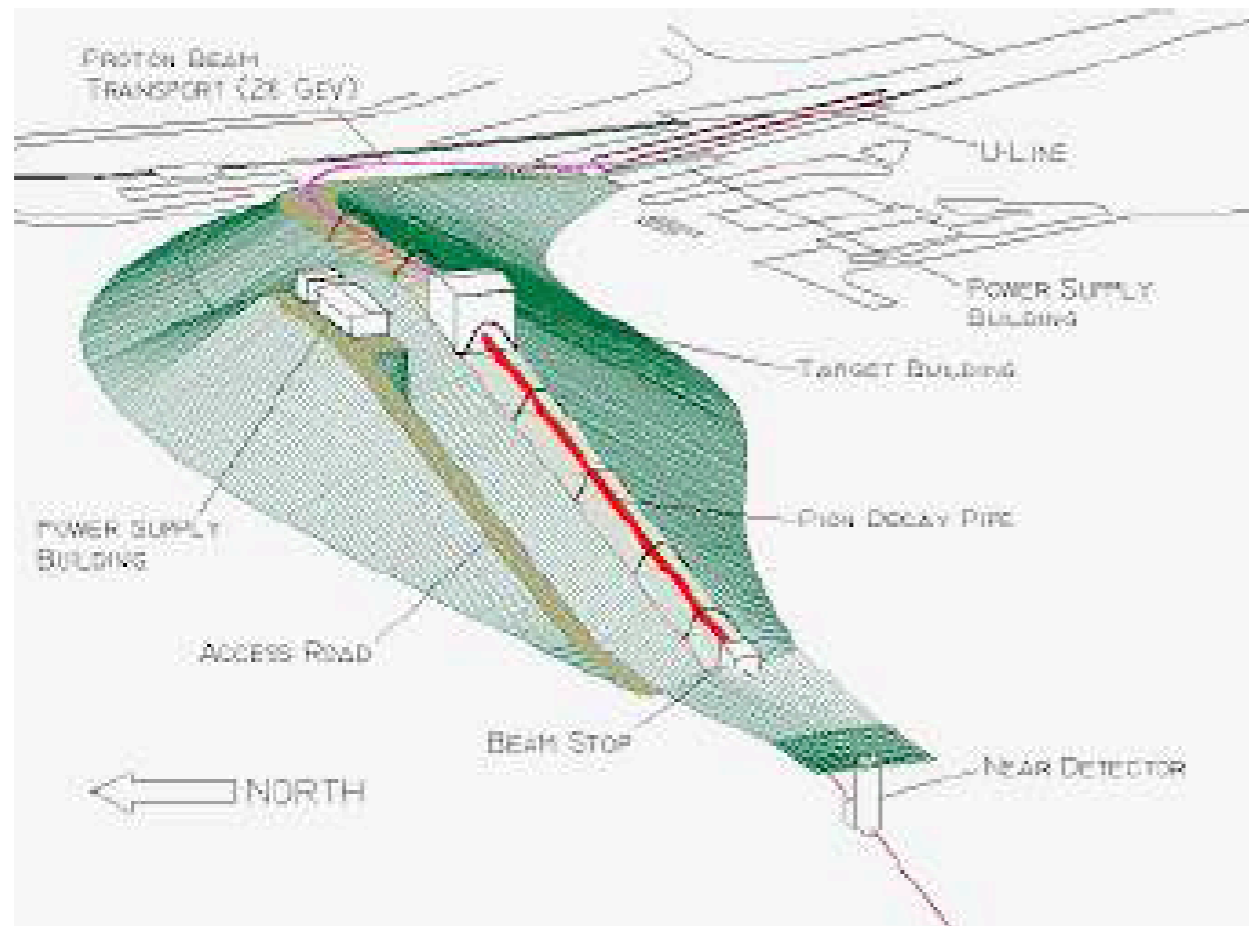 PROTON BEAM
TRANSPORT (28 GEV)
U-LINE
POWER SUPPLY
BUILDING
TARGET BUILDING
PION DECAY PIPE
POWER SUPPLY
BUILDING
ACCESS ROAD
BEAM STOP
NEAR DETECTOR
NORTH